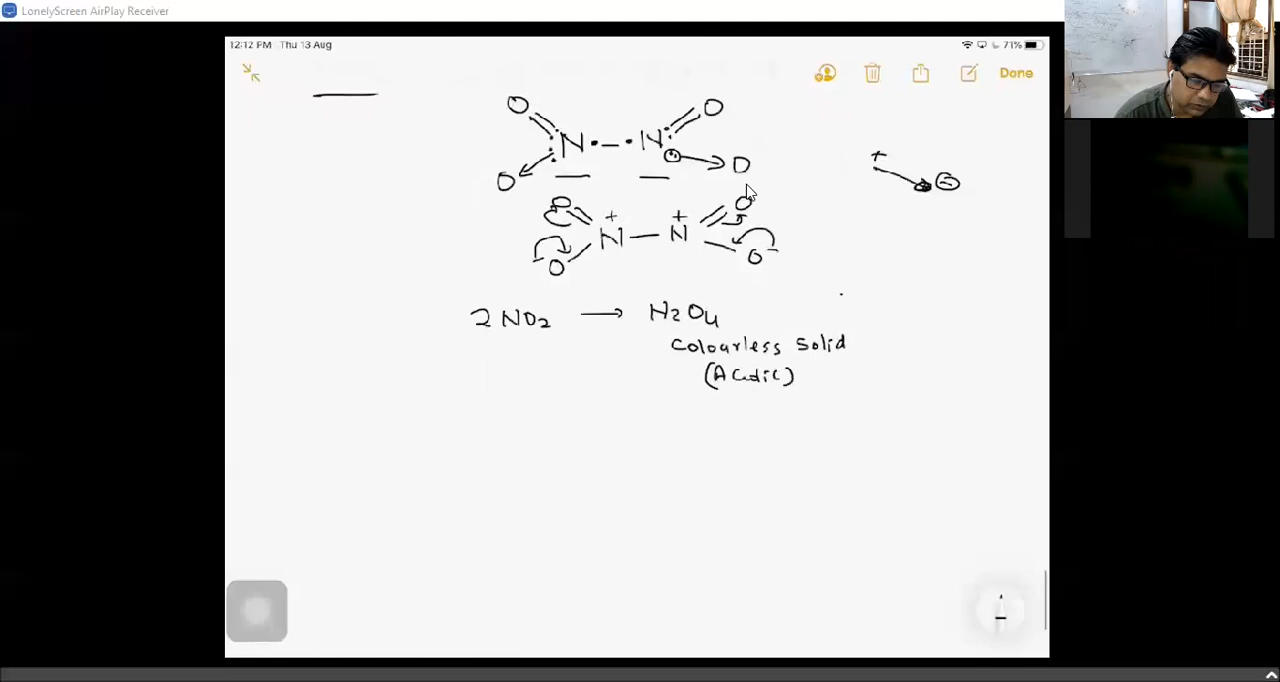 LonelyScreen AirPlay Receiver
12:12 PM Thu 13 Aug
71%
Done
O O
N · – · N
O O
+
⊖
O + + O
N — N
− O O −
2 NO2 → N2O4
Colourless Solid
(Acidic)